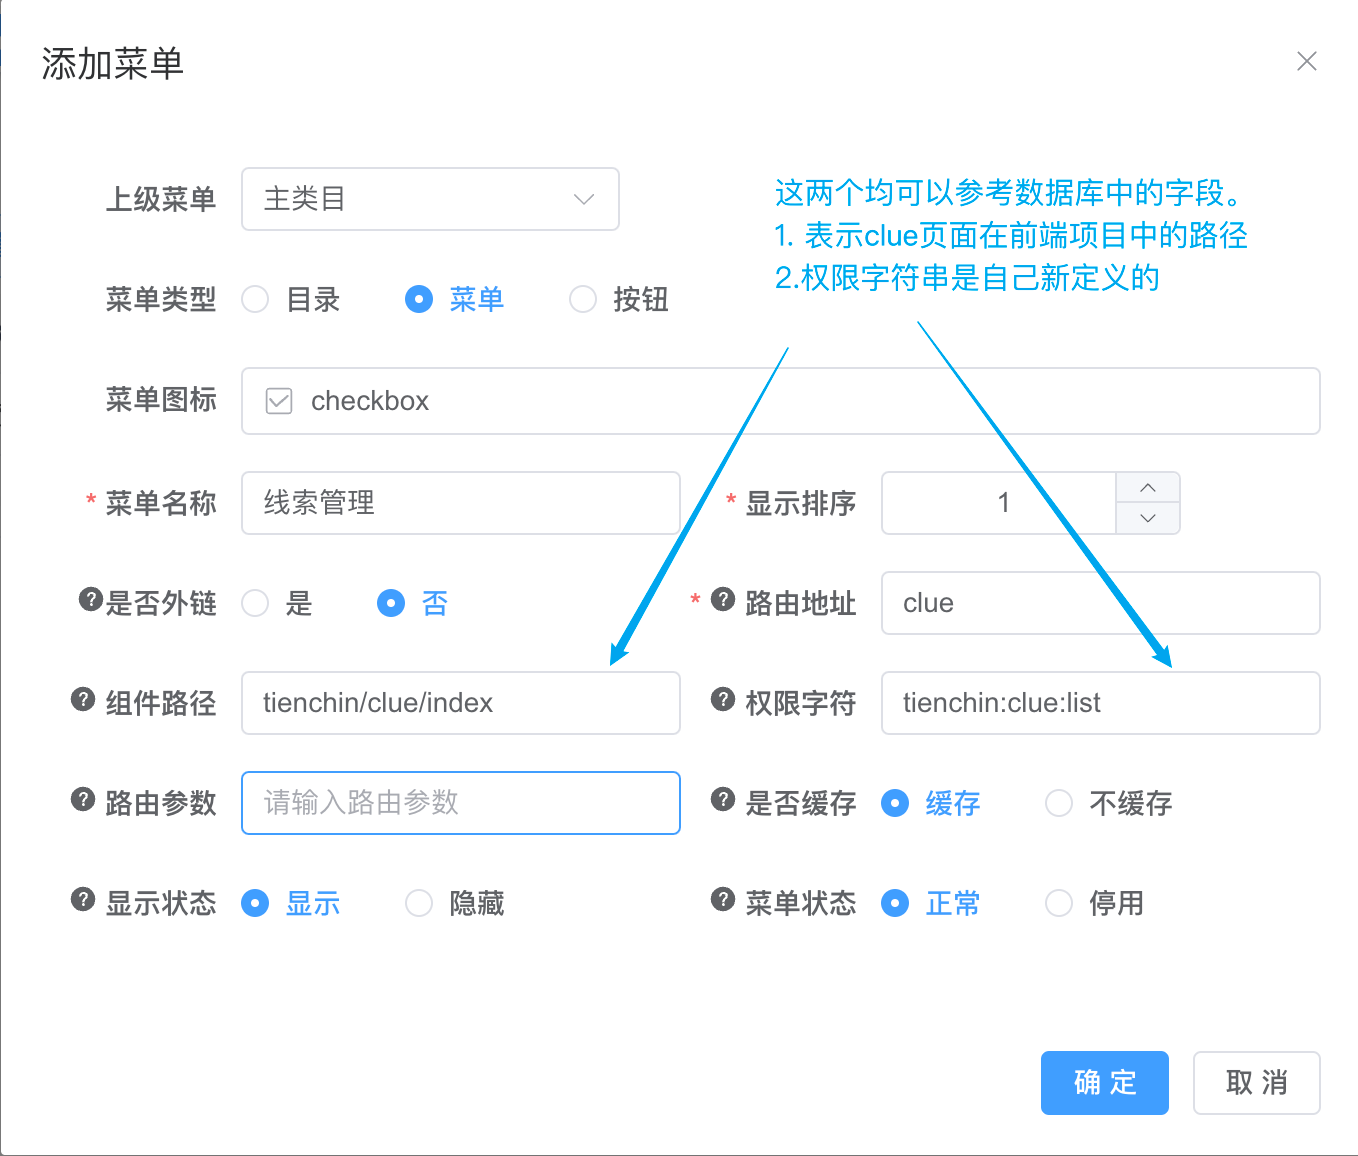 添加菜单
上级菜单 主类目
这两个均可以参考数据库中的字段。
1. 表示clue页面在前端项目中的路径
2.权限字符串是自己新定义的
菜单类型 目录 菜单 按钮
菜单图标 checkbox
* 菜单名称 线索管理 * 显示排序 1
? 是否外链 是 否 * ? 路由地址 clue
? 组件路径 tienchin/clue/index ? 权限字符 tienchin:clue:list
? 路由参数 请输入路由参数 ? 是否缓存 缓存 不缓存
? 显示状态 显示 隐藏 ? 菜单状态 正常 停用
确 定 取 消